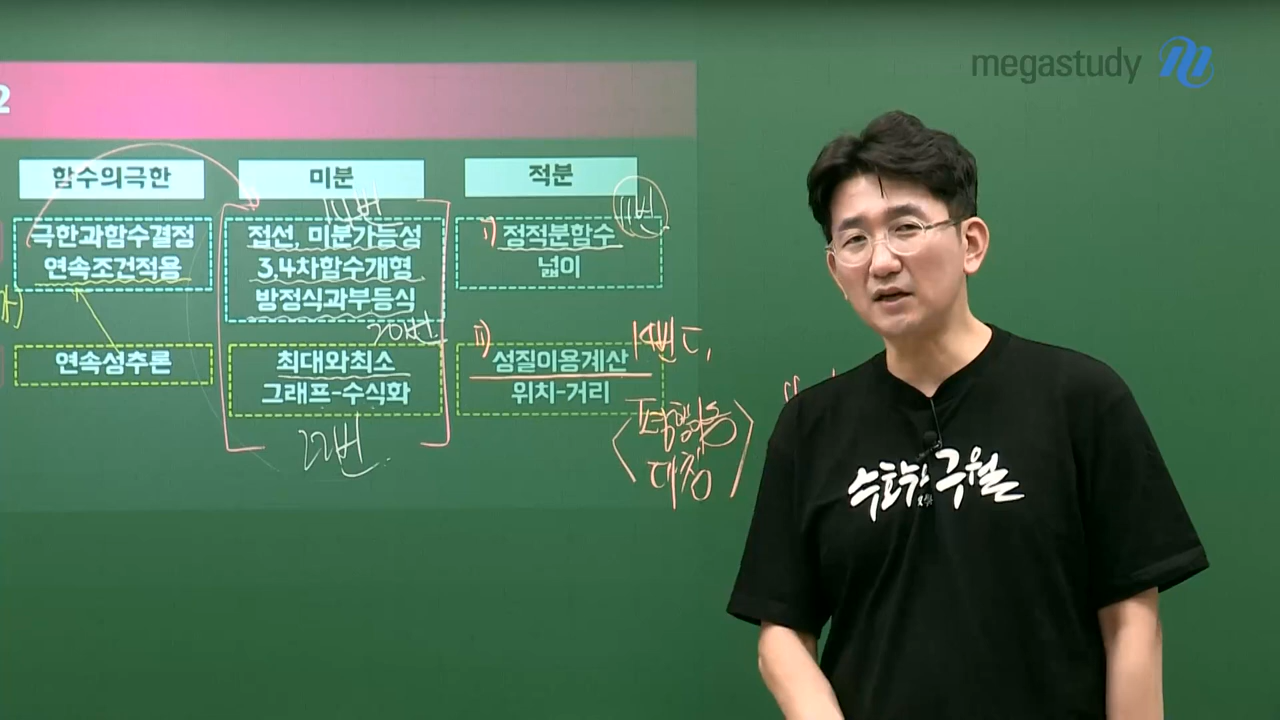 megastudy
2
함수의극한
미분
적분
14번
11번
극한과함수결정
연속조건적용
접선, 미분가능성
3,4차함수개형
방정식과부등식
i) 정적분함수
넓이
20번
연속성추론
최대와최소
그래프-수식화
ii)
성질이용계산
위치-거리
22번
평행이동
대칭
수학은
구월